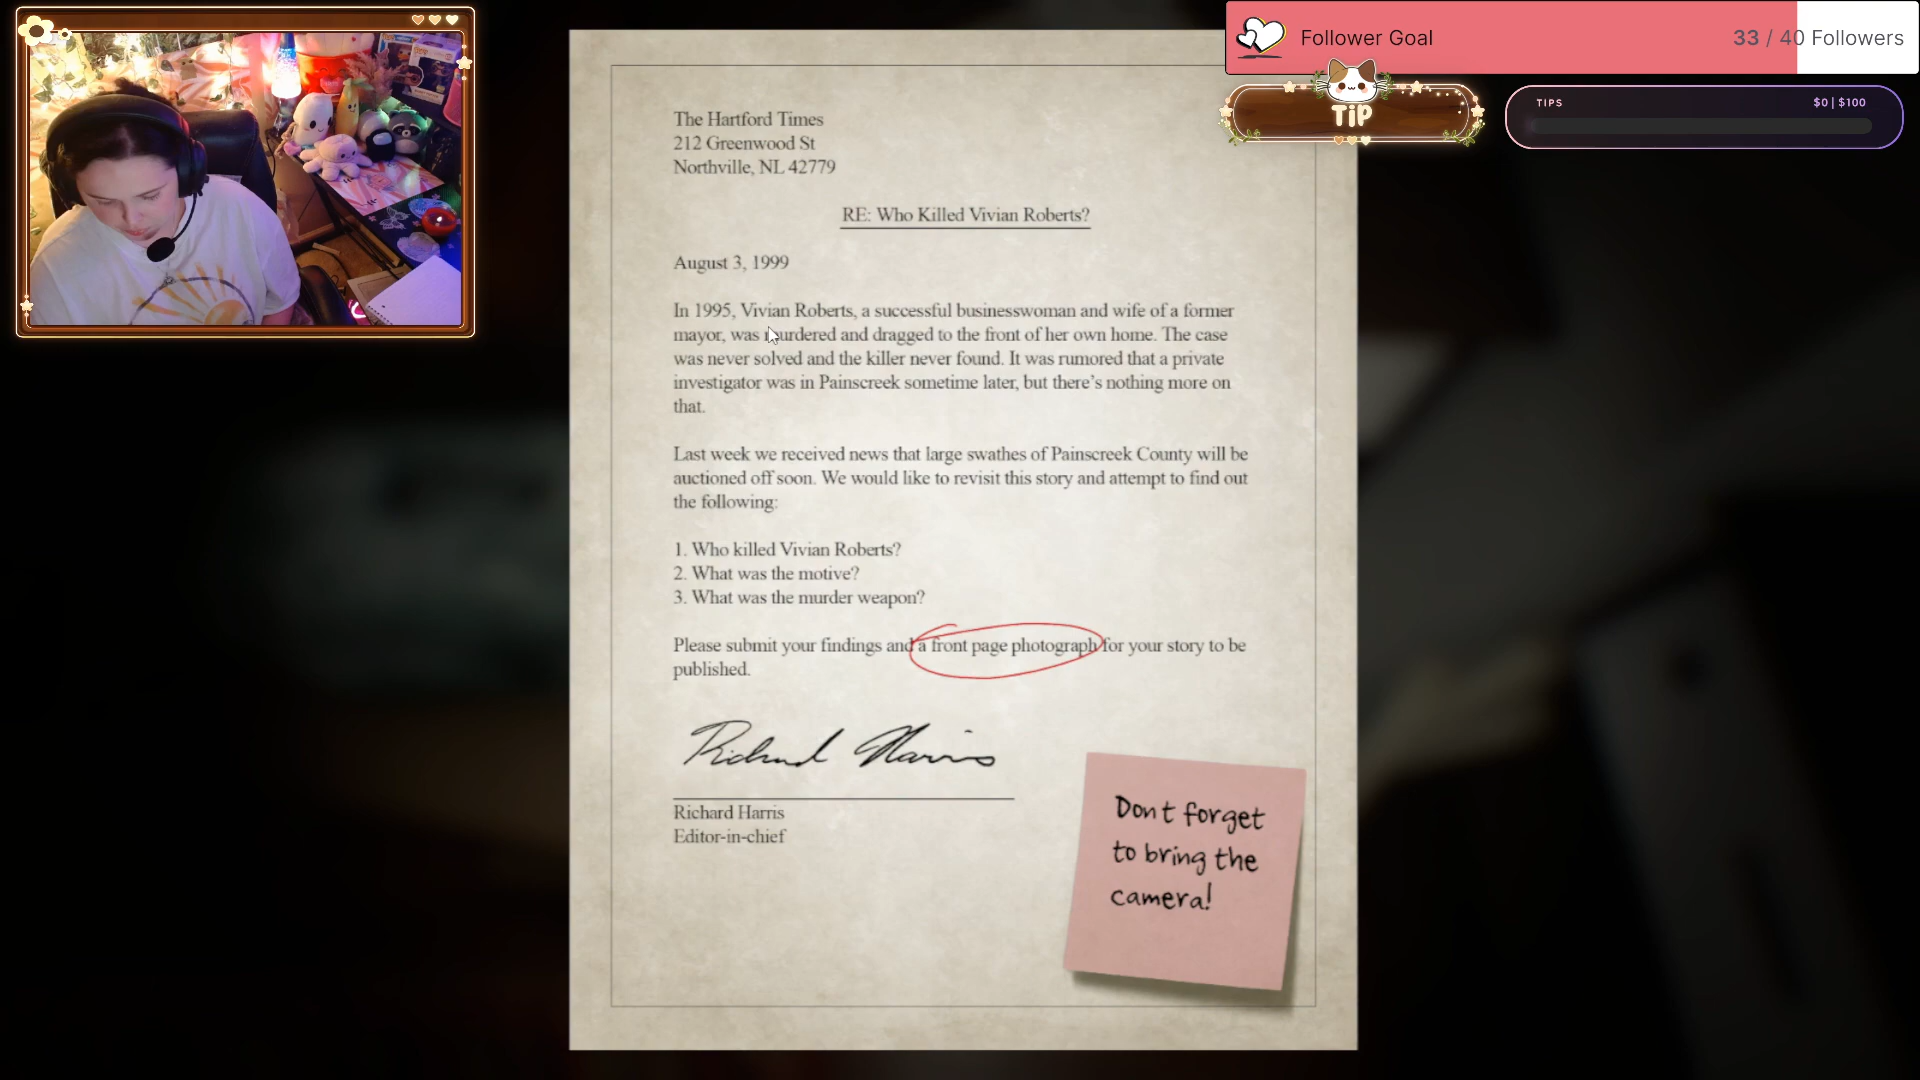 Follower Goal
33 / 40 Followers
TiP
TIPS
$0 | $100
The Hartford Times
212 Greenwood St
Northville, NL 42779
RE: Who Killed Vivian Roberts?
August 3, 1999
In 1995, Vivian Roberts, a successful businesswoman and wife of a former
mayor, was murdered and dragged to the front of her own home. The case
was never solved and the killer never found. It was rumored that a private
investigator was in Painscreek sometime later, but there's nothing more on
that.
Last week we received news that large swathes of Painscreek County will be
auctioned off soon. We would like to revisit this story and attempt to find out
the following:
1. Who killed Vivian Roberts?
2. What was the motive?
3. What was the murder weapon?
Please submit your findings and a front page photograph for your story to be
published.
Richard Harris
Richard Harris
Editor-in-chief
Don't forget
to bring the
camera!